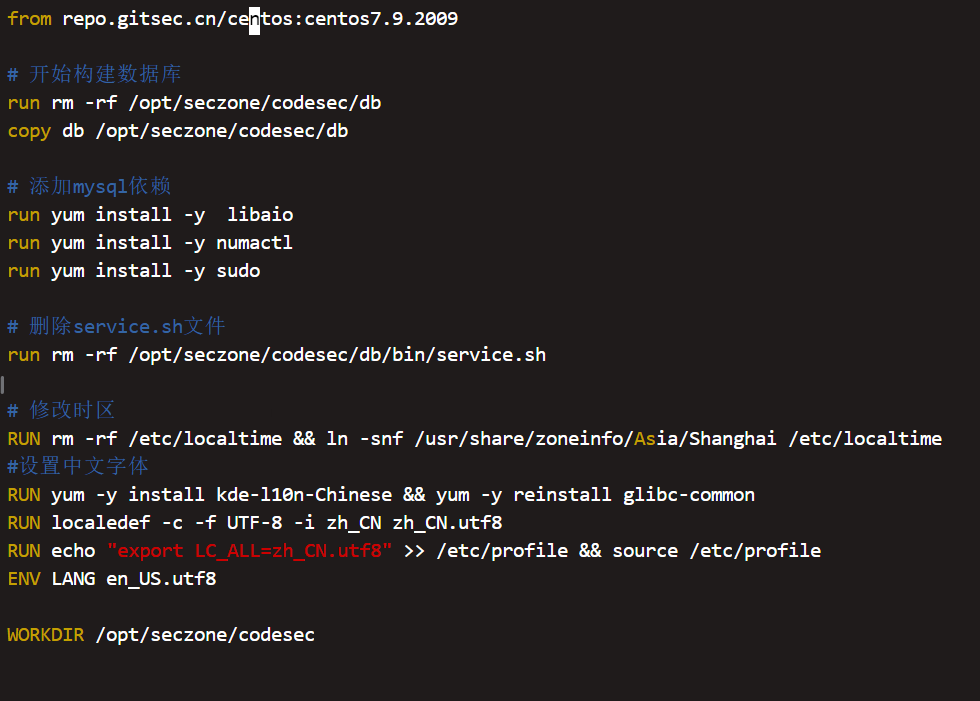 from repo.gitsec.cn/centos:centos7.9.2009
# 开始构建数据库
run rm -rf /opt/seczone/codesec/db
copy db /opt/seczone/codesec/db
# 添加mysql依赖
run yum install -y  libaio
run yum install -y numactl
run yum install -y sudo
# 删除service.sh文件
run rm -rf /opt/seczone/codesec/db/bin/service.sh
# 修改时区
RUN rm -rf /etc/localtime && ln -snf /usr/share/zoneinfo/Asia/Shanghai /etc/localtime
#设置中文字体
RUN yum -y install kde-l10n-Chinese && yum -y reinstall glibc-common
RUN localedef -c -f UTF-8 -i zh_CN zh_CN.utf8
RUN echo "export LC_ALL=zh_CN.utf8" >> /etc/profile && source /etc/profile
ENV LANG en_US.utf8
WORKDIR /opt/seczone/codesec